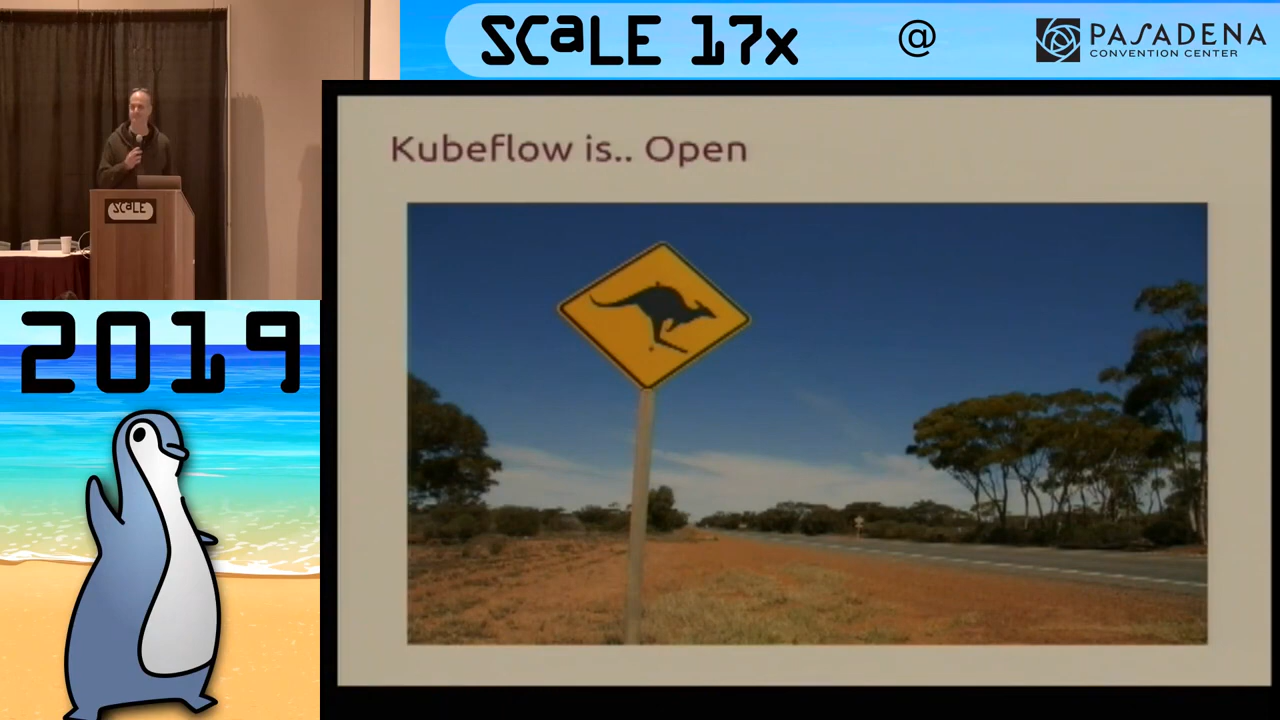 SCALE 17x @ PASADENA
CONVENTION CENTER
Kubeflow is.. Open
SCALE
2019